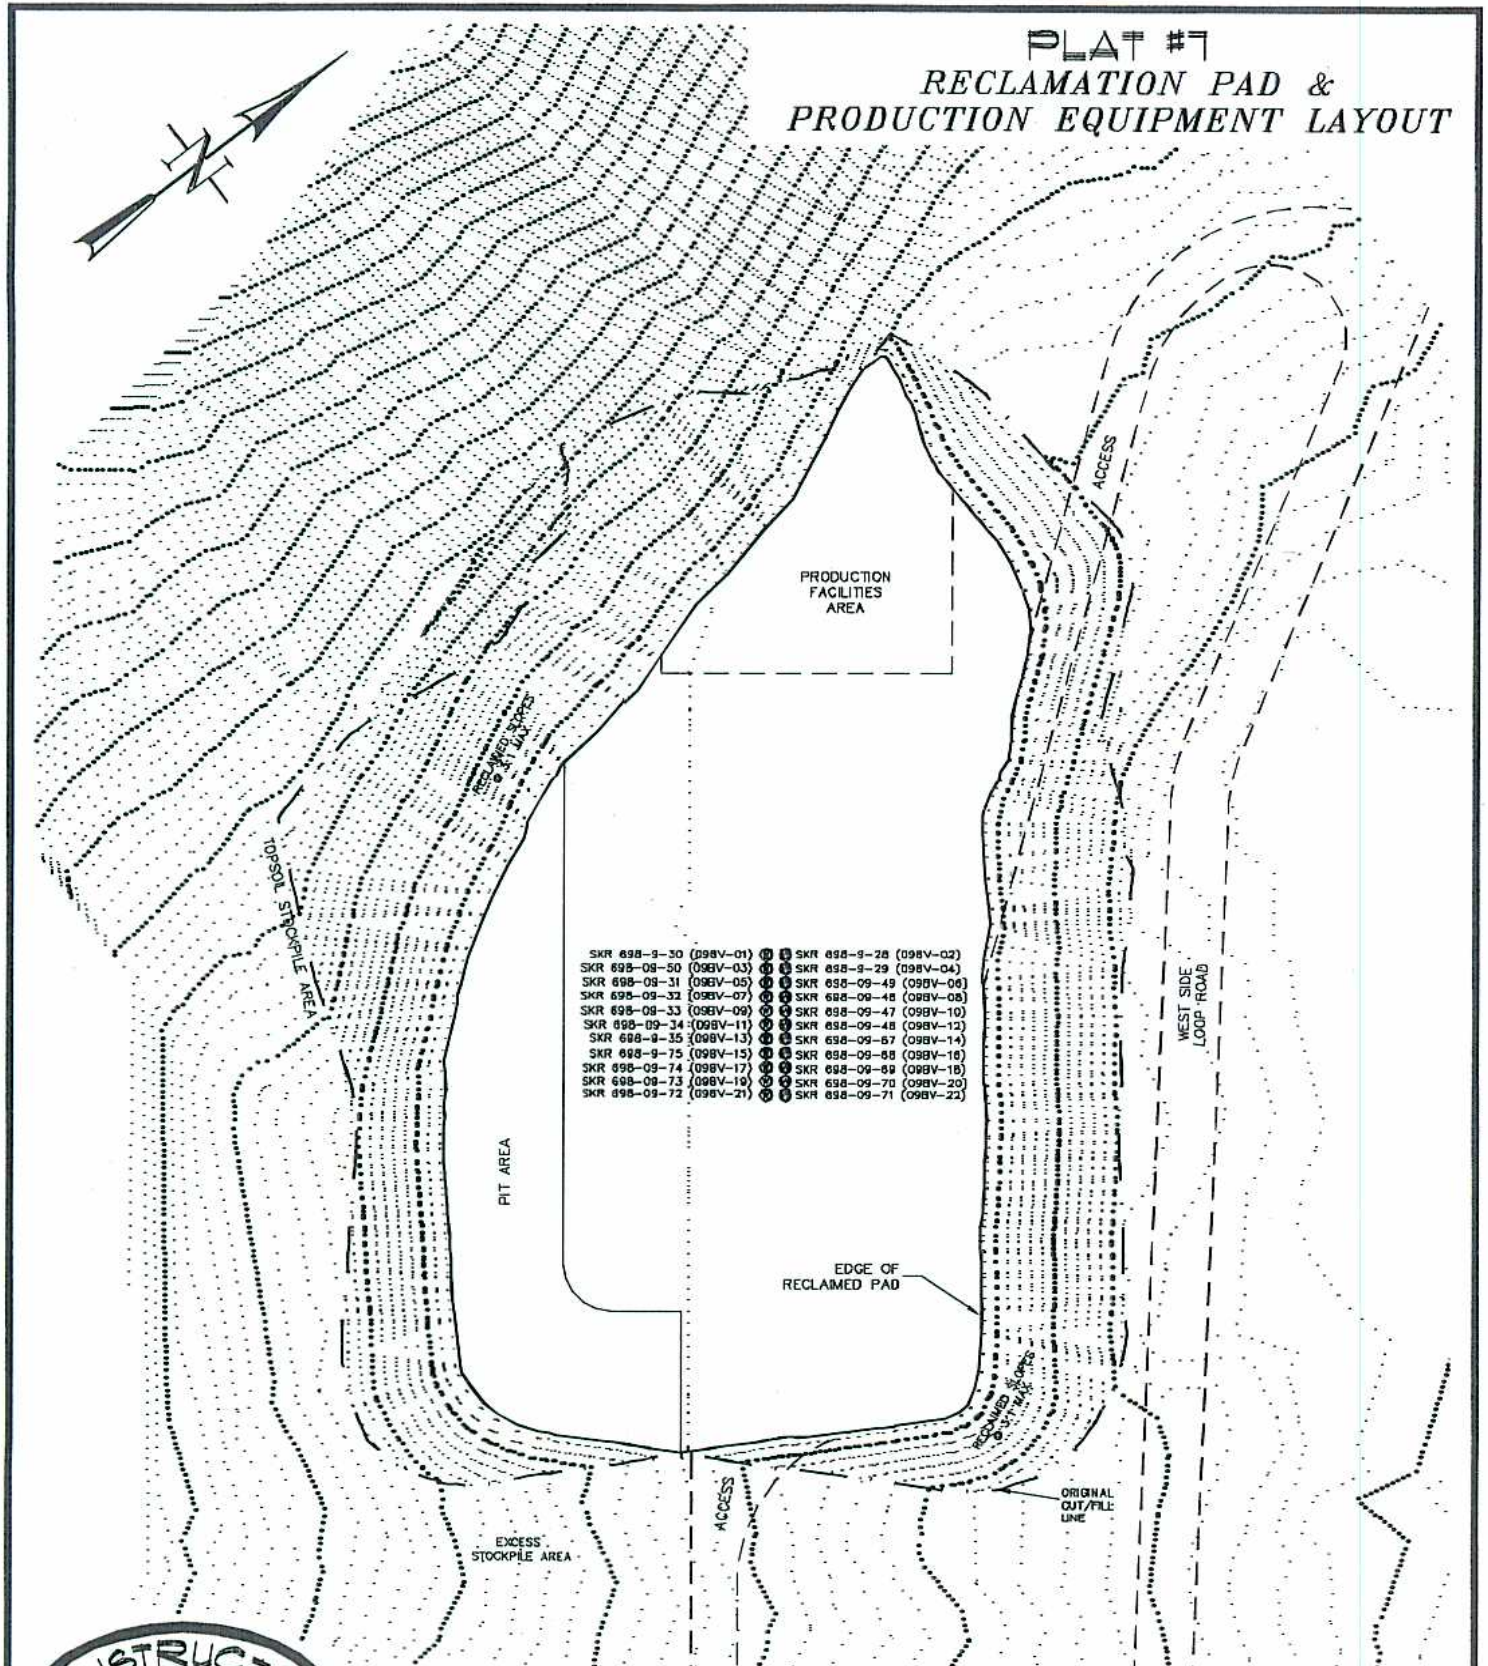 PLAT #7
RECLAMATION PAD &
PRODUCTION EQUIPMENT LAYOUT
N
ACCESS
PRODUCTION
FACILITIES
AREA
RECLAIMED SLOPES
@ 3:1 MAX
TOPSOIL STOCKPILE AREA
SKR 698-9-30 (09BV-01) SKR 698-9-28 (09BV-02)
SKR 698-09-50 (09BV-03) SKR 698-9-29 (09BV-04)
SKR 698-09-31 (09BV-05) SKR 698-09-49 (09BV-06)
SKR 698-09-32 (09BV-07) SKR 698-09-48 (09BV-08)
SKR 698-09-33 (09BV-09) SKR 698-09-47 (09BV-10)
SKR 698-09-34 (09BV-11) SKR 698-09-46 (09BV-12)
SKR 698-9-35 (09BV-13) SKR 698-09-67 (09BV-14)
SKR 698-9-75 (09BV-15) SKR 698-09-68 (09BV-16)
SKR 698-09-74 (09BV-17) SKR 698-09-69 (09BV-18)
SKR 698-09-73 (09BV-19) SKR 698-09-70 (09BV-20)
SKR 698-09-72 (09BV-21) SKR 698-09-71 (09BV-22)
WEST SIDE
LOOP ROAD
PIT AREA
EDGE OF
RECLAIMED PAD
RECLAIMED SLOPES
@ 3:1 MAX
ORIGINAL
CUT/FILL
LINE
ACCESS
EXCESS
STOCKPILE AREA